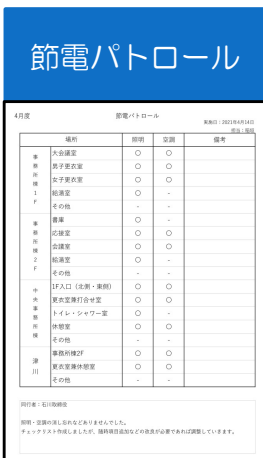 節電パトロール
4月度 節電パトロール
実施日：2021年4月14日
場所 照明 空調 備考
事務所棟1F
大会議室 ○ ○
男子更衣室 ○ ○
女子更衣室 ○ ○
給湯室 ○ -
その他 - -
事務所棟2F
書庫 ○ -
応接室 ○ ○
会議室 ○ ○
給湯室 ○ -
その他 - -
中央事務所棟
1F入口（北側・東側） ○ ○
更衣室兼打合せ室 ○ ○
トイレ・シャワー室 ○ -
休憩室 ○ ○
その他 - -
津川
事務所棟2F ○ ○
更衣室兼休憩室 ○ ○
その他 - -
同行者：石川取締役
照明・空調の消し忘れなどありませんでした。
チェックリスト作成しましたが、随時項目追加などの改良が必要であれば調整していきます。